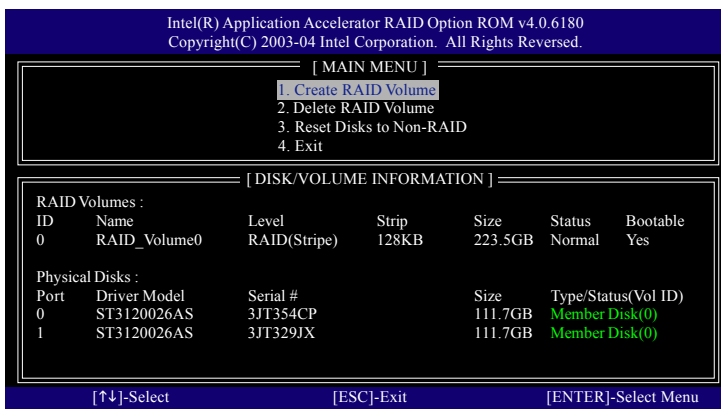 Intel(R) Application Accelerator RAID Option ROM v4.0.6180
Copyright(C) 2003-04 Intel Corporation. All Rights Reversed.
[ MAIN MENU ]
1. Create RAID Volume
2. Delete RAID Volume
3. Reset Disks to Non-RAID
4. Exit
[ DISK/VOLUME INFORMATION ]
RAID Volumes :
ID Name Level Strip Size Status Bootable
0 RAID_Volume0 RAID(Stripe) 128KB 223.5GB Normal Yes
Physical Disks :
Port Driver Model Serial # Size Type/Status(Vol ID)
0 ST3120026AS 3JT354CP 111.7GB Member Disk(0)
1 ST3120026AS 3JT329JX 111.7GB Member Disk(0)
[↑↓]-Select [ESC]-Exit [ENTER]-Select Menu